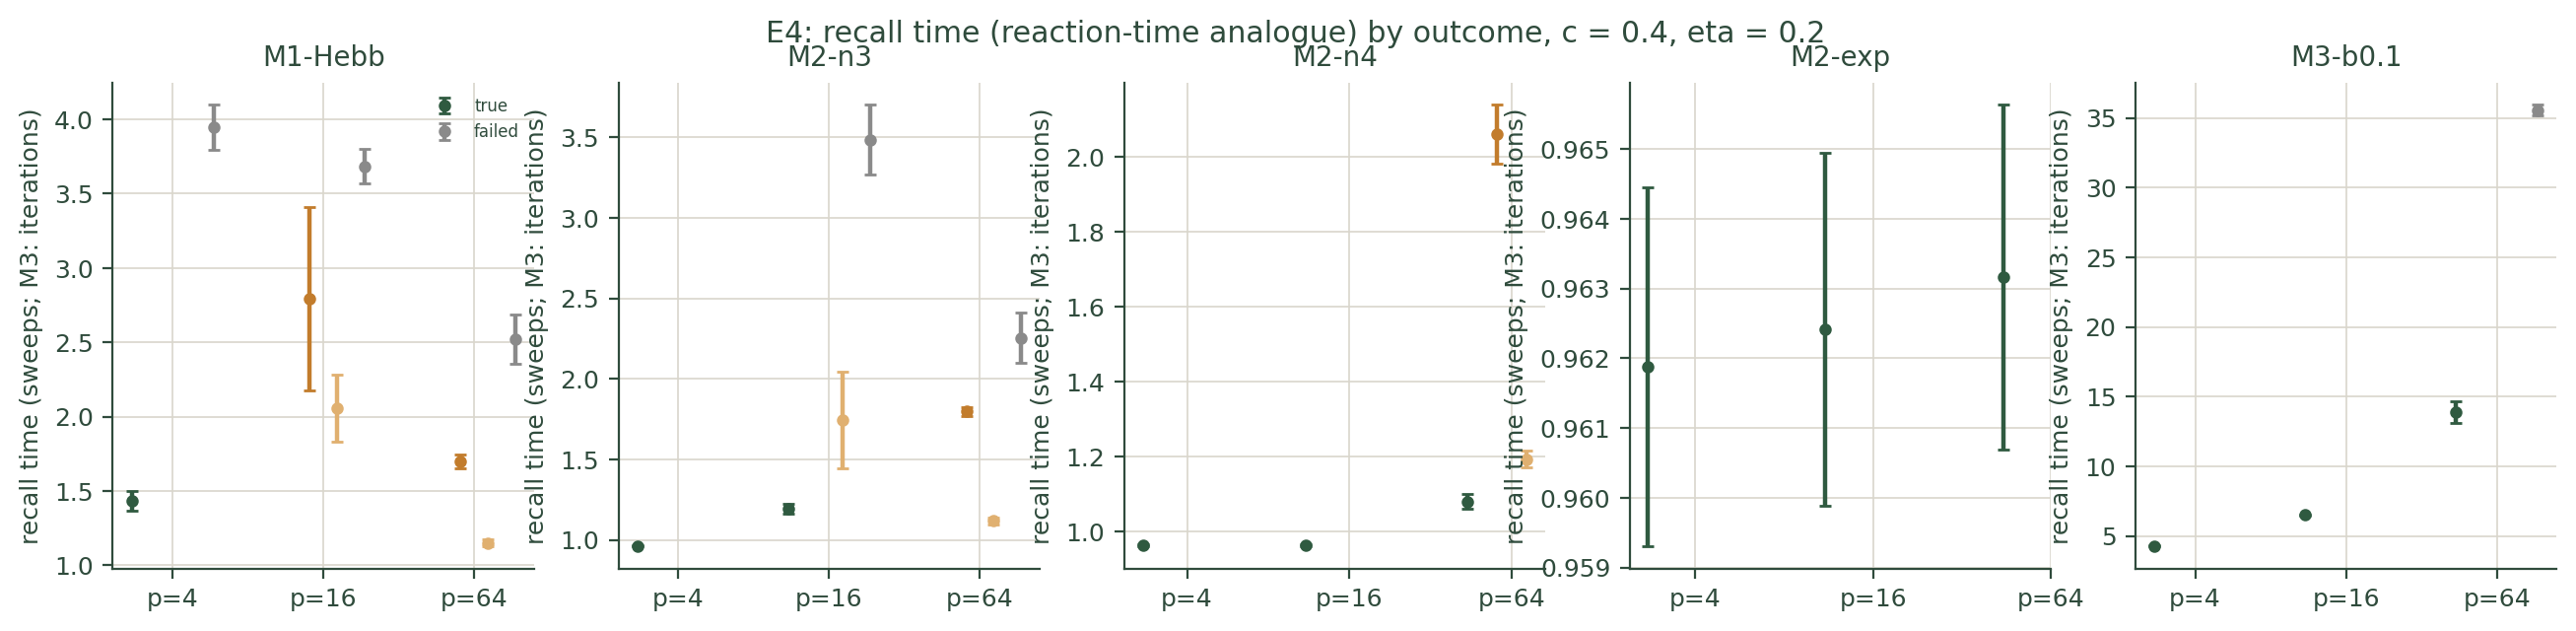 E4: recall time (reaction-time analogue) by outcome, c = 0.4, eta = 0.2
M1-Hebb
recall time (sweeps; M3: iterations)
4.0
3.5
3.0
2.5
2.0
1.5
1.0
p=4
p=16
p=64
true
failed
M2-n3
recall time (sweeps; M3: iterations)
3.5
3.0
2.5
2.0
1.5
1.0
p=4
p=16
p=64
M2-n4
recall time (sweeps; M3: iterations)
2.0
1.8
1.6
1.4
1.2
1.0
p=4
p=16
p=64
M2-exp
recall time (sweeps; M3: iterations)
0.965
0.964
0.963
0.962
0.961
0.960
0.959
p=4
p=16
p=64
M3-b0.1
recall time (sweeps; M3: iterations)
35
30
25
20
15
10
5
p=4
p=16
p=64